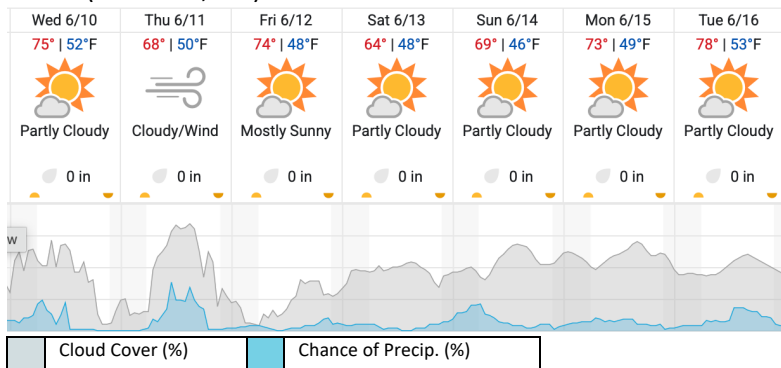 Wed 6/10 Thu 6/11 Fri 6/12 Sat 6/13 Sun 6/14 Mon 6/15 Tue 6/16
75° | 52°F 68° | 50°F 74° | 48°F 64° | 48°F 69° | 46°F 73° | 49°F 78° | 53°F
Partly Cloudy Cloudy/Wind Mostly Sunny Partly Cloudy Partly Cloudy Partly Cloudy Partly Cloudy
0 in 0 in 0 in 0 in 0 in 0 in 0 in
w
Cloud Cover (%) Chance of Precip. (%)